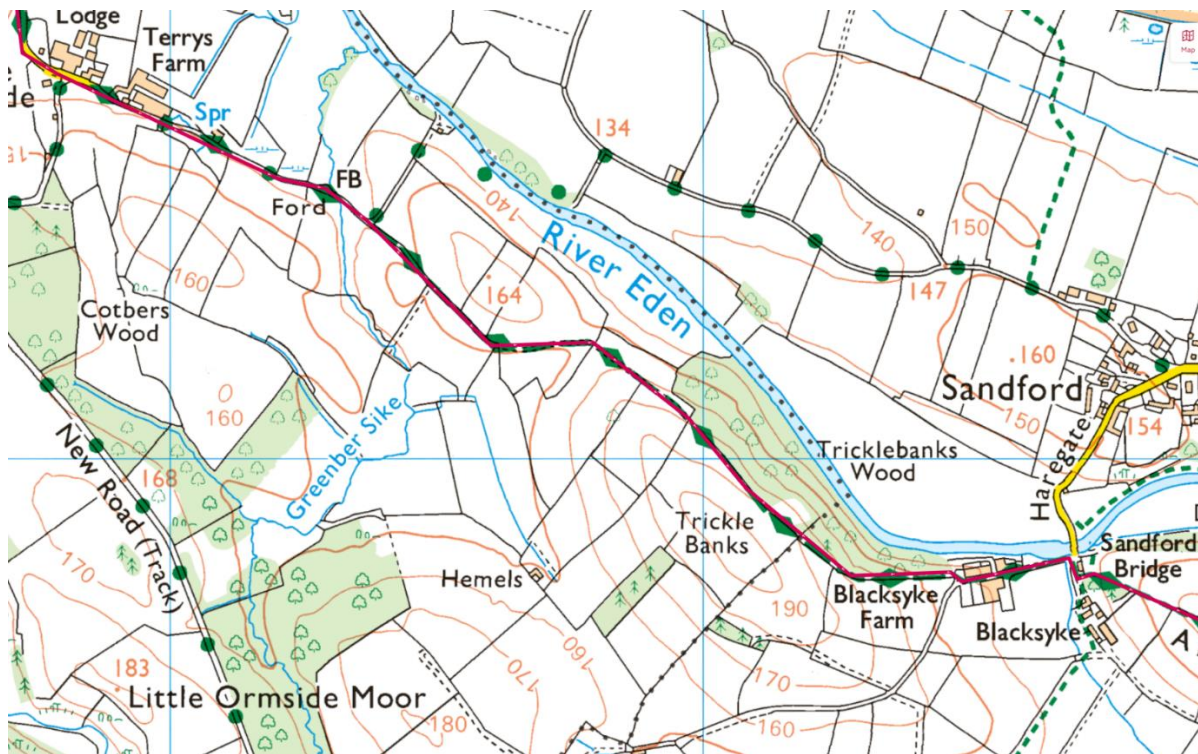 Lodge
Terrys
Farm
Map
de
Spr
134
FB
Ford
140
150
140
River Eden
160
164
147
Cotbers
Wood
160
.160
Sandford
150
154
168
New Road (Track)
Greenber Sike
Tricklebanks
Wood
Haregate
Trickle
Banks
Sandford
Bridge
170
Hemels
190
Blacksyke
Farm
Blacksyke
A
160
183
170
170
Little Ormside Moor
180
160